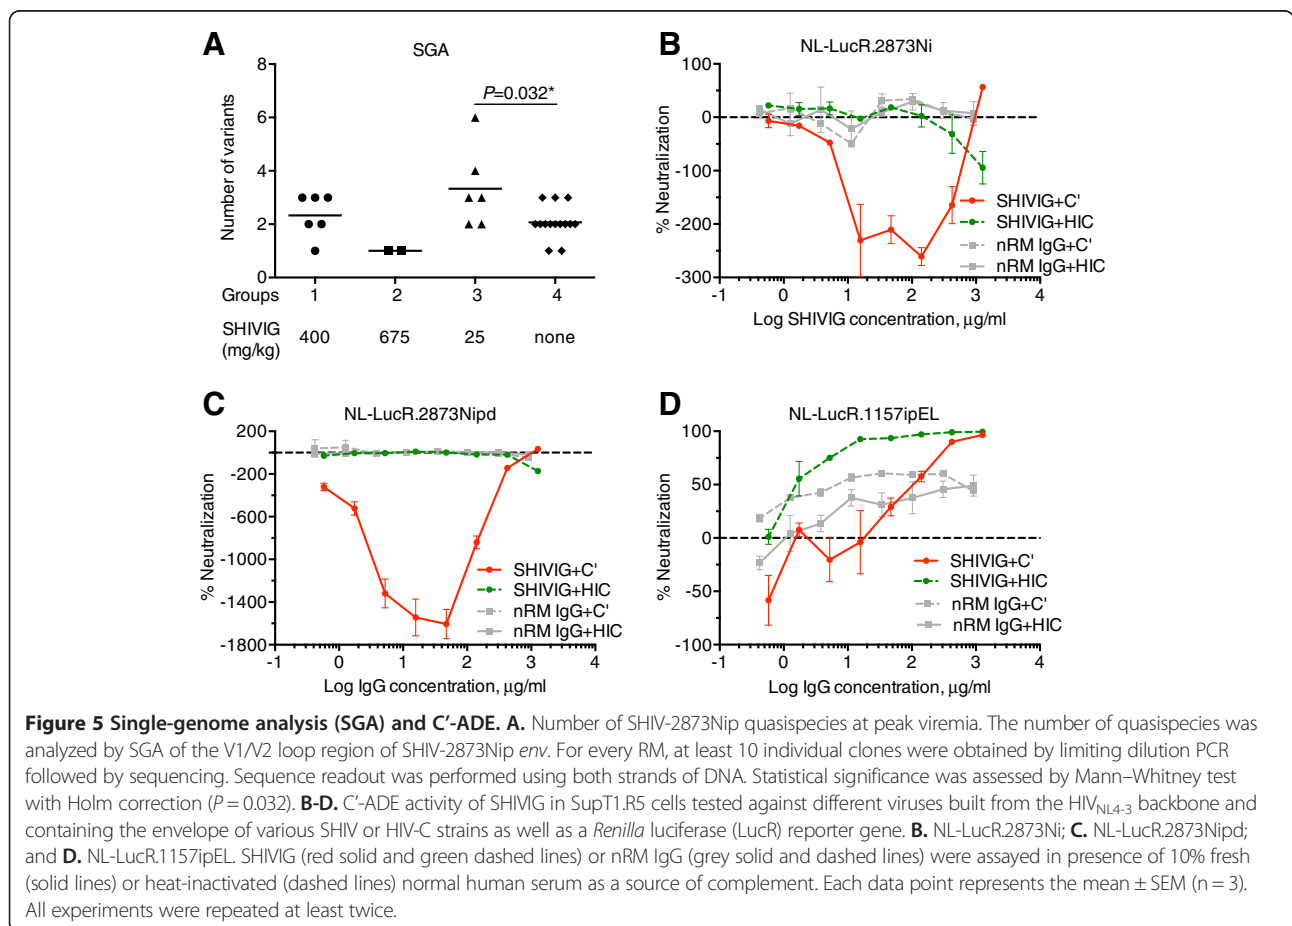 A
SGA
8
6
4
2
0
Number of variants
P=0.032*
Groups 1 2 3 4
SHIVIG (mg/kg) 400 675 25 none
B
NL-LucR.2873Ni
100
0
-100
-200
-300
% Neutralization
SHIVIG+C'
SHIVIG+HIC
nRM IgG+C'
nRM IgG+HIC
-1 0 1 2 3 4
Log SHIVIG concentration, μg/ml
C
NL-LucR.2873Nipd
200
-200
-600
-1000
-1400
-1800
% Neutralization
SHIVIG+C'
SHIVIG+HIC
nRM IgG+C'
nRM IgG+HIC
-1 0 1 2 3 4
Log IgG concentration, μg/ml
D
NL-LucR.1157ipEL
100
50
0
-50
-100
% Neutralization
SHIVIG+C'
SHIVIG+HIC
nRM IgG+C'
nRM IgG+HIC
-1 0 1 2 3 4
Log IgG concentration, μg/ml
Figure 5 Single-genome analysis (SGA) and C′-ADE. A. Number of SHIV-2873Nip quasispecies at peak viremia. The number of quasispecies was
analyzed by SGA of the V1/V2 loop region of SHIV-2873Nip env. For every RM, at least 10 individual clones were obtained by limiting dilution PCR
followed by sequencing. Sequence readout was performed using both strands of DNA. Statistical significance was assessed by Mann–Whitney test
with Holm correction (P = 0.032). B-D. C′-ADE activity of SHIVIG in SupT1.R5 cells tested against different viruses built from the HIVNL4-3 backbone and
containing the envelope of various SHIV or HIV-C strains as well as a Renilla luciferase (LucR) reporter gene. B. NL-LucR.2873Ni; C. NL-LucR.2873Nipd;
and D. NL-LucR.1157ipEL. SHIVIG (red solid and green dashed lines) or nRM IgG (grey solid and dashed lines) were assayed in presence of 10% fresh
(solid lines) or heat-inactivated (dashed lines) normal human serum as a source of complement. Each data point represents the mean ± SEM (n = 3).
All experiments were repeated at least twice.